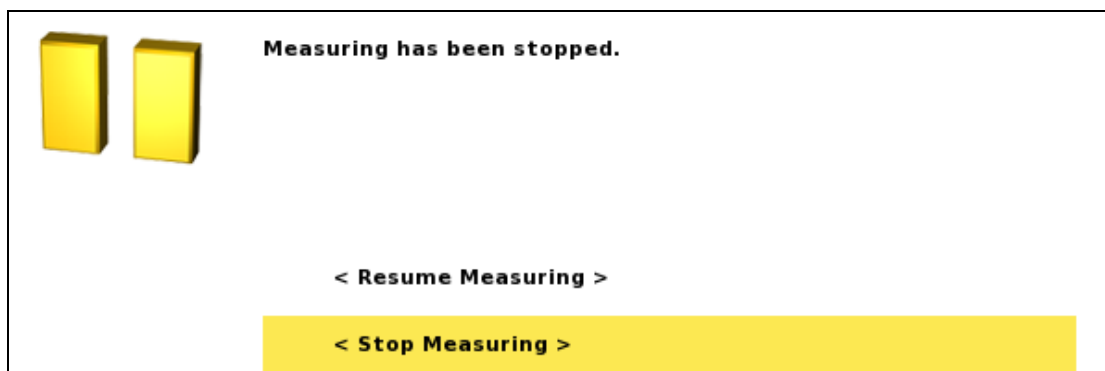 Measuring has been stopped.
< Resume Measuring >
< Stop Measuring >